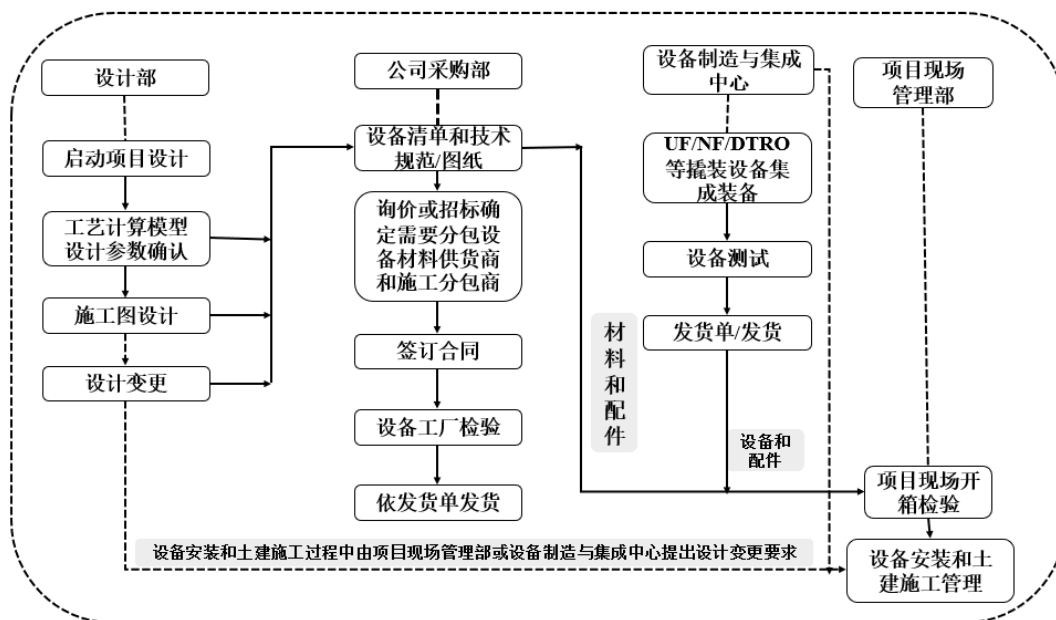 设计部
启动项目设计
工艺计算模型
设计参数确认
施工图设计
设计变更
公司采购部
设备清单和技术
规范/图纸
询价或招标确
定需要分包设
备材料供货商
和施工分包商
签订合同
设备工厂检验
依发货单发货
材
料
和
配
件
设备制造与集成
中心
UF/NF/DTRO
等撬装设备集
成装备
设备测试
发货单/发货
设备和
配件
项目现场
管理部
项目现场开
箱检验
设备安装和土
建施工管理
设备安装和土建施工过程中由项目现场管理部或设备制造与集成中心提出设计变更要求